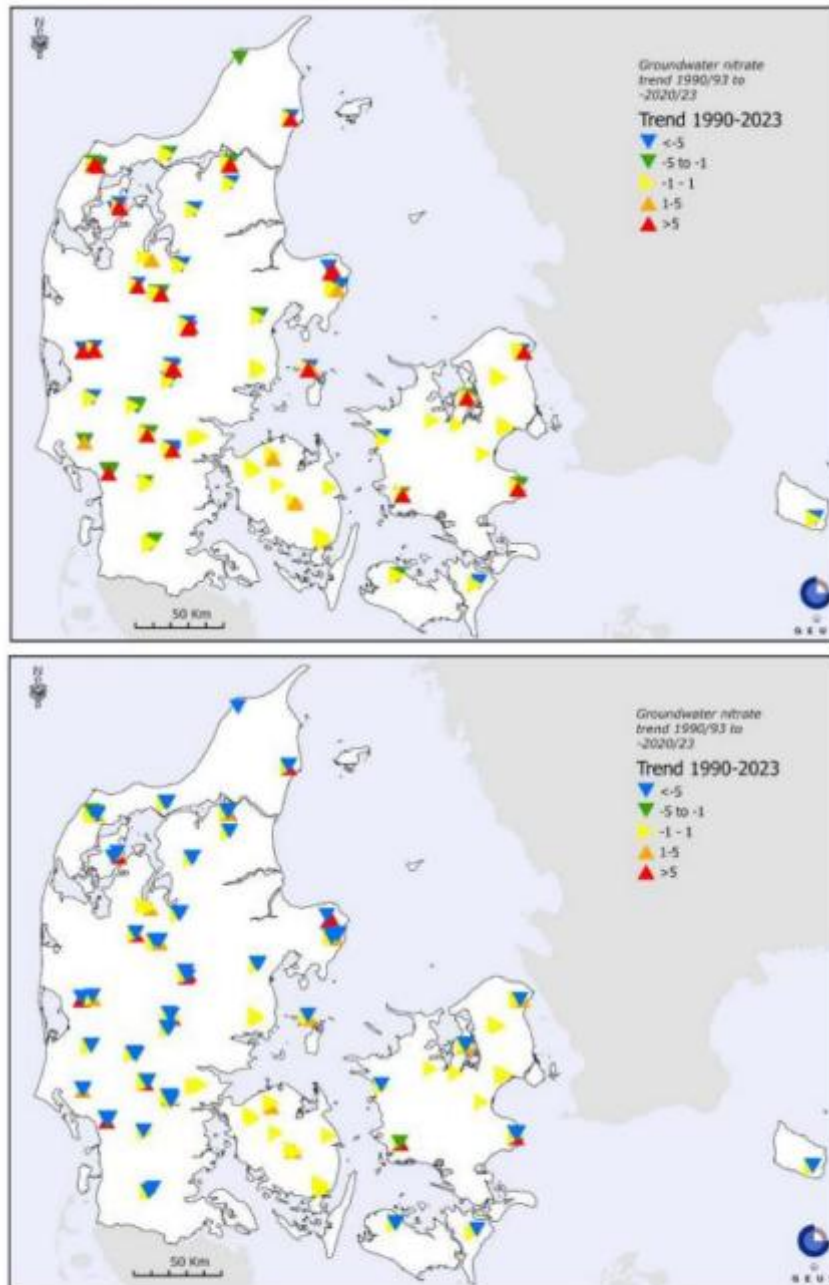 N
Groundwater nitrate
trend 1990/93 to
-2020/23
Trend 1990-2023
<-5
-5 to -1
-1 - 1
1-5
>5
50 Km
G E U
N
Groundwater nitrate
trend 1990/93 to
-2020/23
Trend 1990-2023
<-5
-5 to -1
-1 - 1
1-5
>5
50 Km
G E U